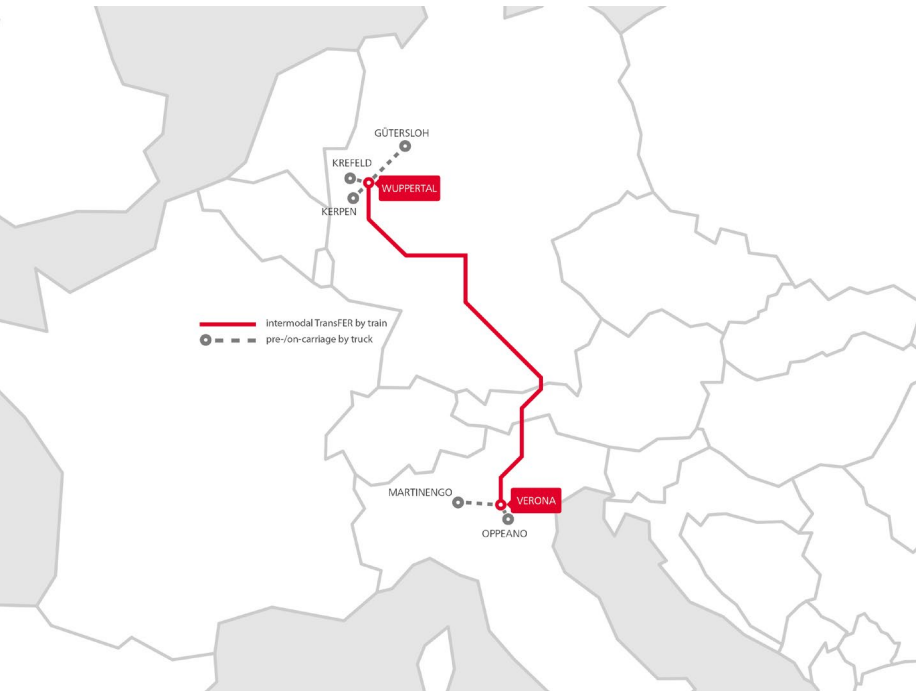 GÜTERSLOH
KREFELD
WUPPERTAL
KERPEN
intermodal TransFER by train
pre-/on-carriage by truck
MARTINENGO
VERONA
OPPEANO